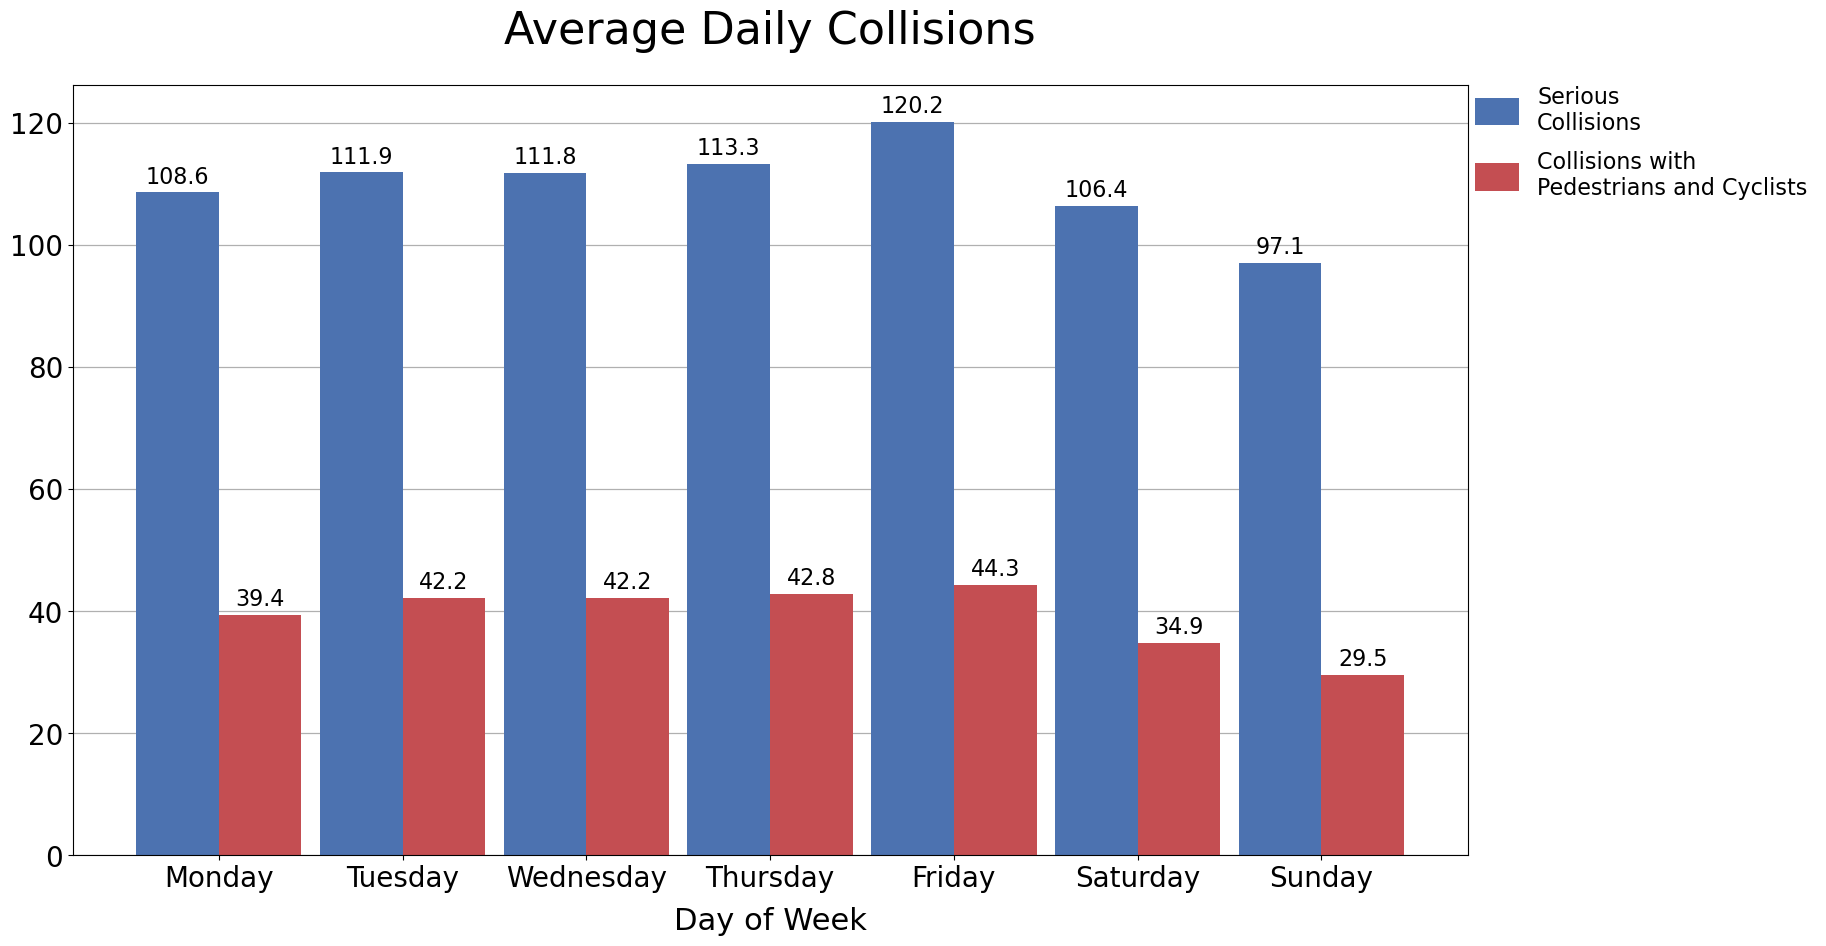 Average Daily Collisions
Serious
Collisions
Collisions with
Pedestrians and Cyclists
120
100
80
60
40
20
0
108.6
39.4
111.9
42.2
111.8
42.2
113.3
42.8
120.2
44.3
106.4
34.9
97.1
29.5
Monday
Tuesday
Wednesday
Thursday
Friday
Saturday
Sunday
Day of Week